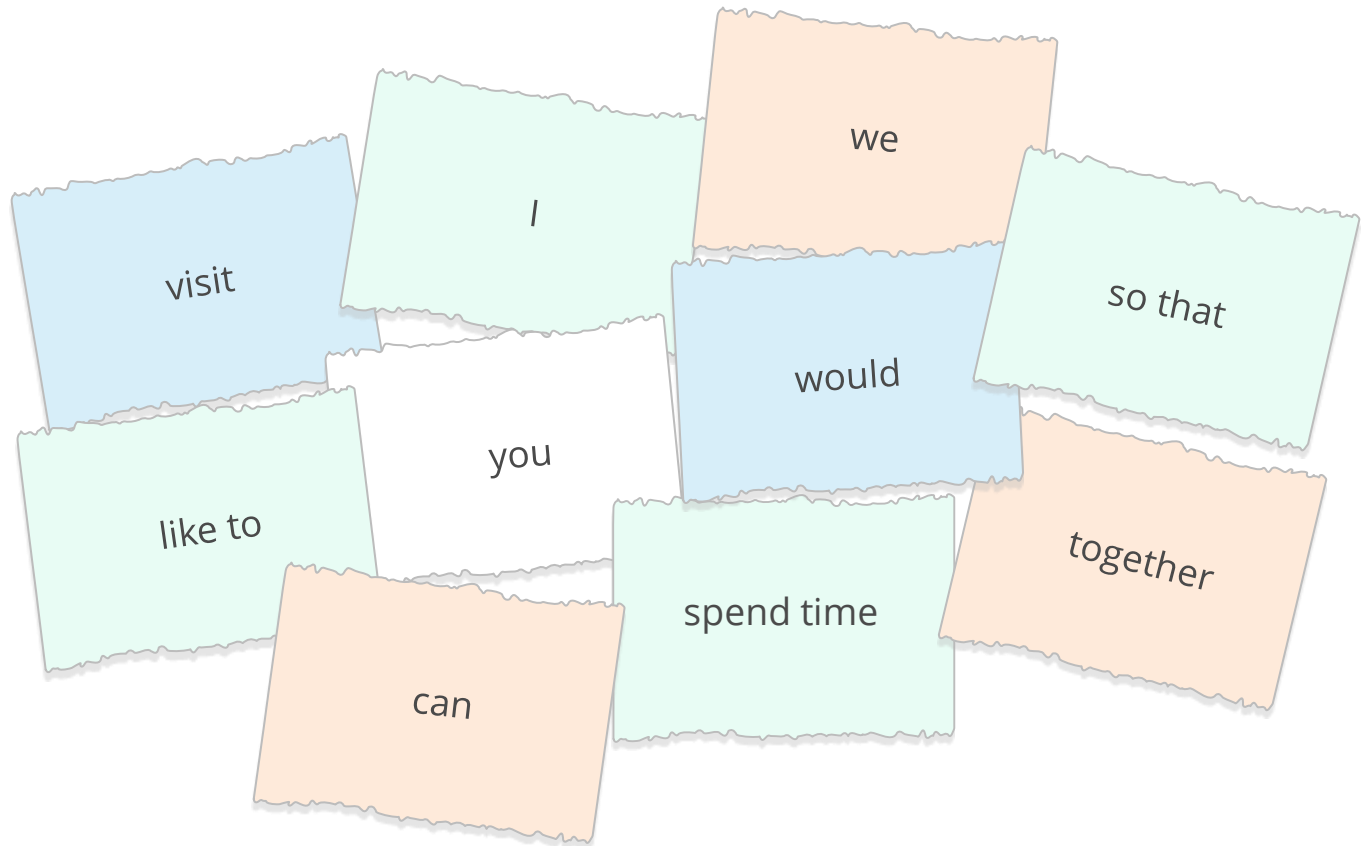 we
I
visit
so that
would
you
like to
together
spend time
can